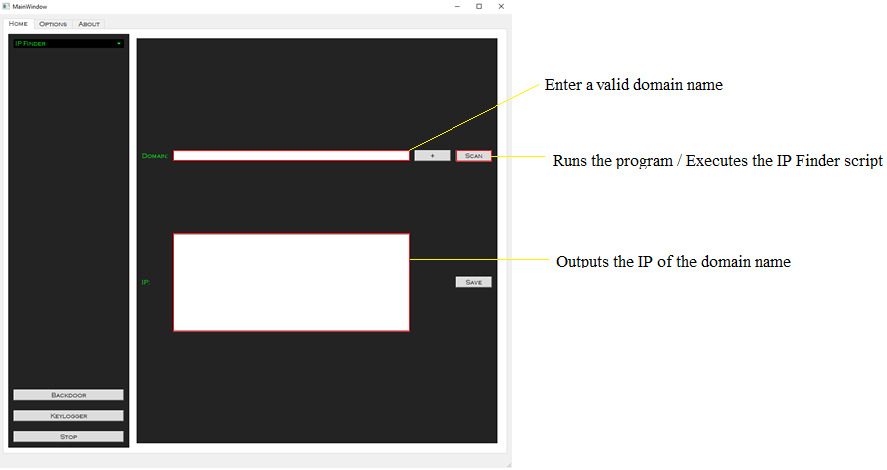 MainWindow
Home Options About
IP Finder
Enter a valid domain name
Domain: + Scan
Runs the program / Executes the IP Finder script
Outputs the IP of the domain name
IP: Save
Backdoor
Keylogger
Stop